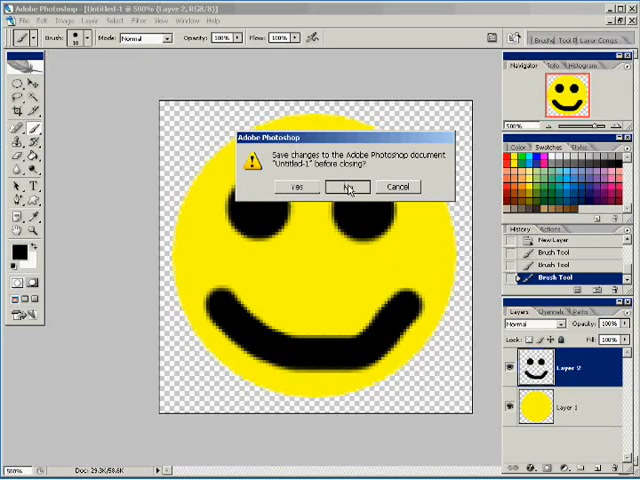 Adobe Photoshop - [Untitled-1 @ 500% (Layer 2, RGB/8)]
File Edit Image Layer Select Filter View Window Help
Brush: Mode: Normal Opacity: 100% Flow: 100%
Brushes Tool Layer Comps
Navigator Info Histogram
500%
Color Swatches Styles
History Actions
New Layer
Brush Tool
Brush Tool
Brush Tool
Layers Channels Paths
Normal Opacity: 100%
Lock: Fill: 100%
Layer 2
Layer 1
Adobe Photoshop
Save changes to the Adobe Photoshop document
"Untitled-1" before closing?
Yes No Cancel
500% Doc: 29.3K/58.6K